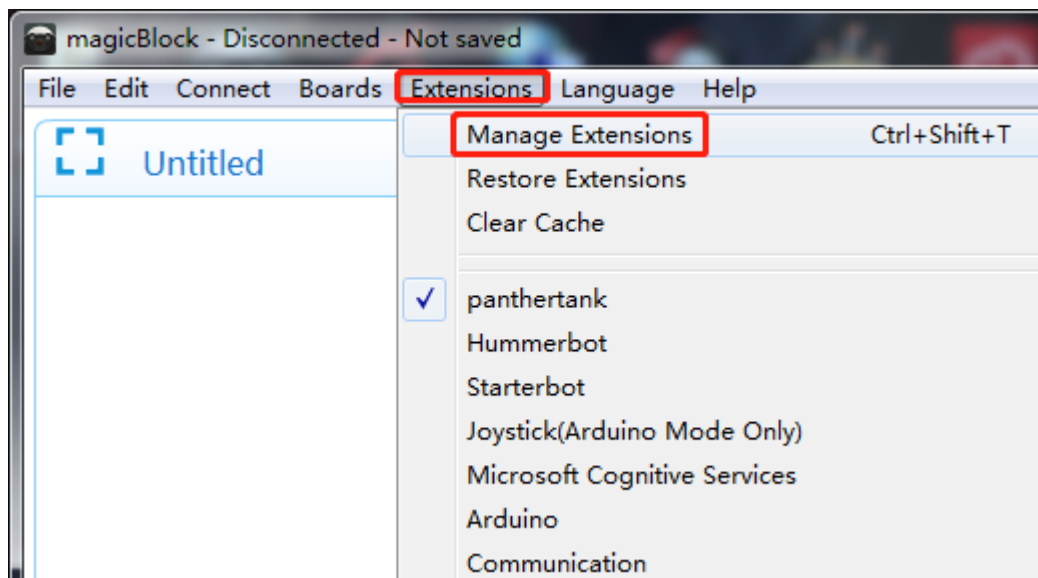 magicBlock - Disconnected - Not saved
File Edit Connect Boards Extensions Language Help
Untitled
Manage Extensions Ctrl+Shift+T
Restore Extensions
Clear Cache
panthertank
Hummerbot
Starterbot
Joystick(Arduino Mode Only)
Microsoft Cognitive Services
Arduino
Communication